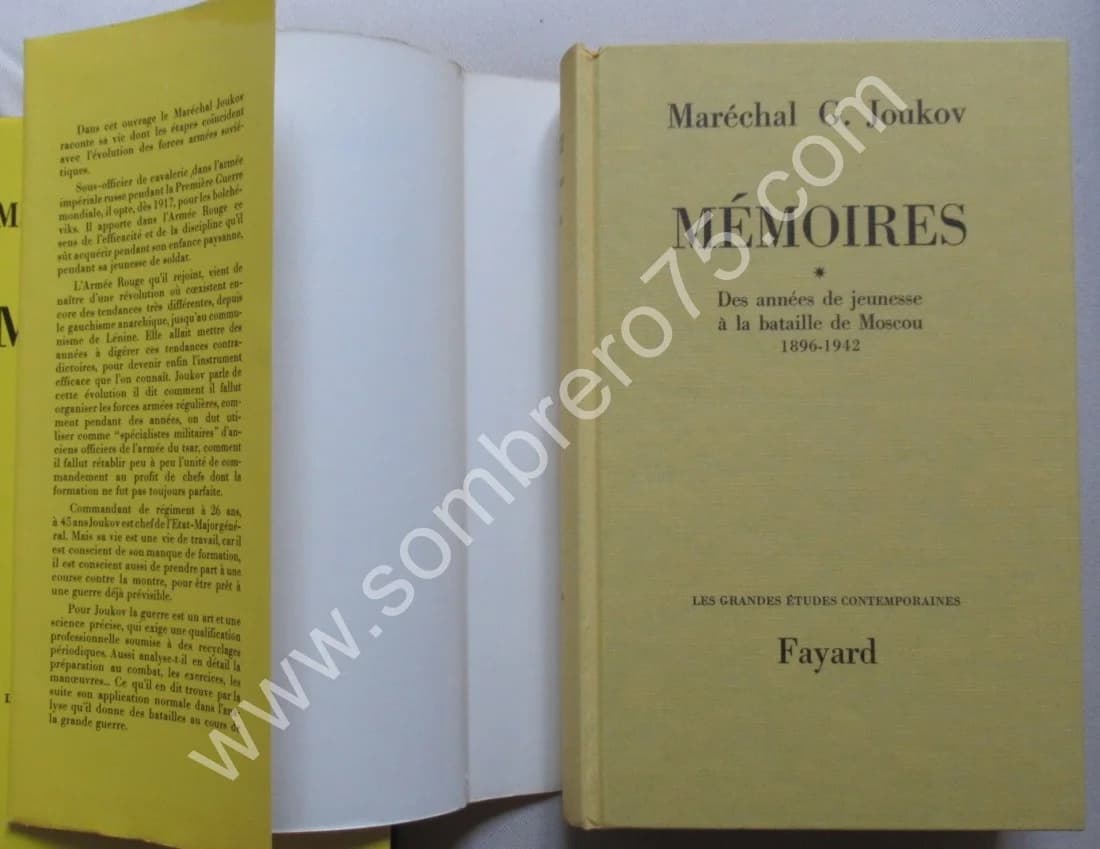 Dans cet ouvrage le Maréchal Joukov
raconte sa vie dont les étapes coïncident
avec l'évolution des forces armées sovié-
tiques.
Sous-officier de cavalerie dans l'armée
impériale russe pendant la Première Guerre
mondiale, il opte, dès 1917, pour les bolché-
viks. Il apporte dans l'Armée Rouge ce
sens de l'efficacité et de la discipline qu'il
sût acquérir pendant son enfance paysanne,
pendant sa jeunesse de soldat.
L'Armée Rouge qu'il rejoint, vient de
naître d'une révolution où coexistent en-
core des tendances très différentes, depuis
le gauchisme anarchique, jusqu'au commu-
nisme de Lénine. Elle allait mettre des
années à digérer ces tendances contra-
dictoires, pour devenir enfin l'instrument
efficace que l'on connaît. Joukov parle de
cette évolution il dit comment il fallut
organiser les forces armées régulières, com-
ment pendant des années, on dut uti-
liser comme "spécialistes militaires" d'an-
ciens officiers de l'armée du tsar, comment
il fallut rétablir peu à peu l'unité de com-
mandement au profit de chefs dont la
formation ne fut pas toujours parfaite.
Commandant de régiment à 26 ans,
à 45 ans Joukov est chef de l'Etat-Major géné-
ral. Mais sa vie est une vie de travail, car il
est conscient de son manque de formation,
il est conscient aussi de prendre part à une
course contre la montre, pour être prêt à
une guerre déjà prévisible.
Pour Joukov la guerre est un art et une
science précise, qui exige une qualification
professionnelle soumise à des recyclages
périodiques. Aussi analyse-t-il en détail la
préparation au combat, les exercices, les
manœuvres... Ce qu'il en dit trouve par la
suite son application normale dans l'ana-
lyse qu'il donne des batailles au cours de
la grande guerre.
Maréchal G. Joukov
MÉMOIRES
*
Des années de jeunesse
à la bataille de Moscou
1896-1942
LES GRANDES ÉTUDES CONTEMPORAINES
Fayard
www.sombrero75.com